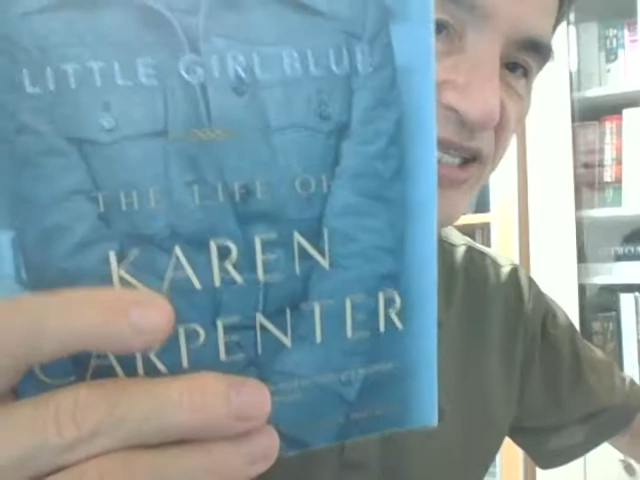 LITTLE GIRL BLUE
THE LIFE OF
KAREN
CARPENTER